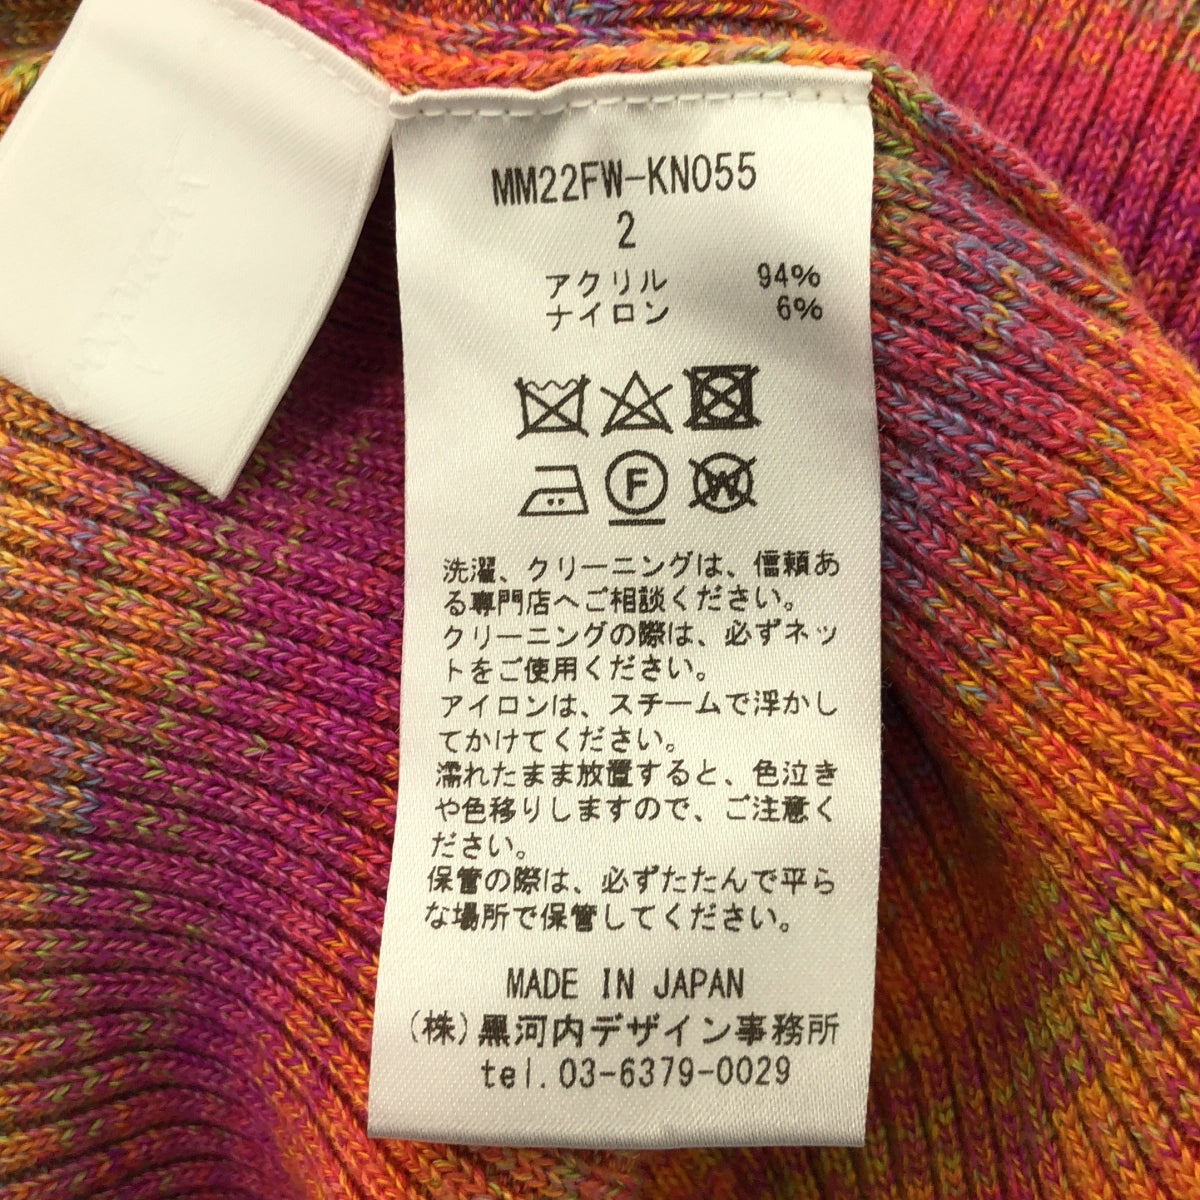 MM22FW-KN055
2
アクリル 94%
ナイロン 6%
F W
洗濯、クリーニングは、信頼あ
る専門店へご相談ください。
クリーニングの際は、必ずネッ
トをご使用ください。
アイロンは、スチームで浮かし
てかけてください。
濡れたまま放置すると、色泣き
や色移りしますので、ご注意く
ださい。
保管の際は、必ずたたんで平ら
な場所で保管してください。
MADE IN JAPAN
(株)黒河内デザイン事務所
tel.03-6379-0029